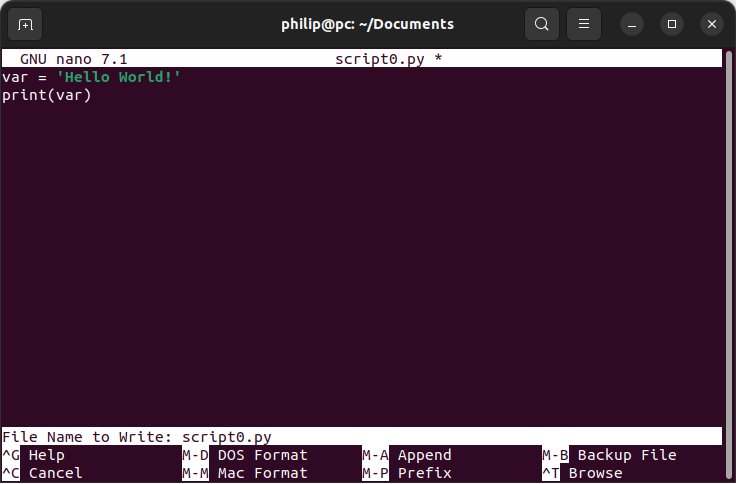 philip@pc: ~/Documents
GNU nano 7.1 script0.py *
var = 'Hello World!'
print(var)
File Name to Write: script0.py
^G Help M-D DOS Format M-A Append M-B Backup File
^C Cancel M-M Mac Format M-P Prefix ^T Browse